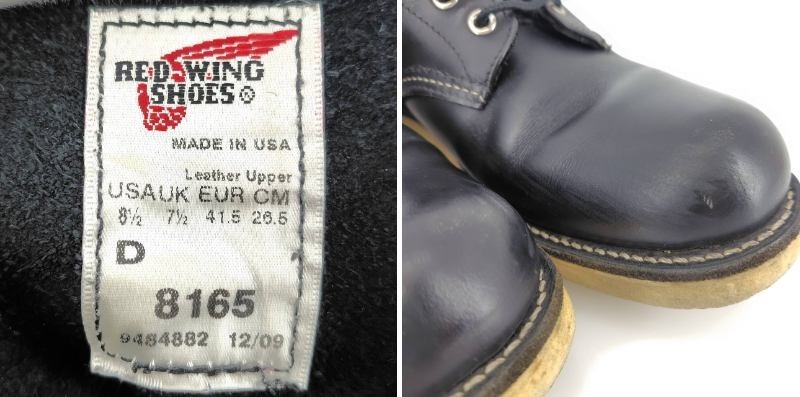 RED WING
SHOES®
MADE IN USA
Leather Upper
USA UK EUR CM
8½ 7½ 41.5 26.5
D
8165
9484882 12/09